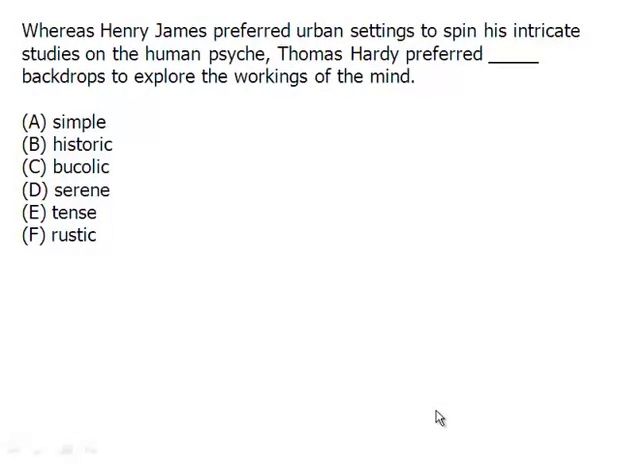 Whereas Henry James preferred urban settings to spin his intricate
studies on the human psyche, Thomas Hardy preferred _____
backdrops to explore the workings of the mind.
(A) simple
(B) historic
(C) bucolic
(D) serene
(E) tense
(F) rustic